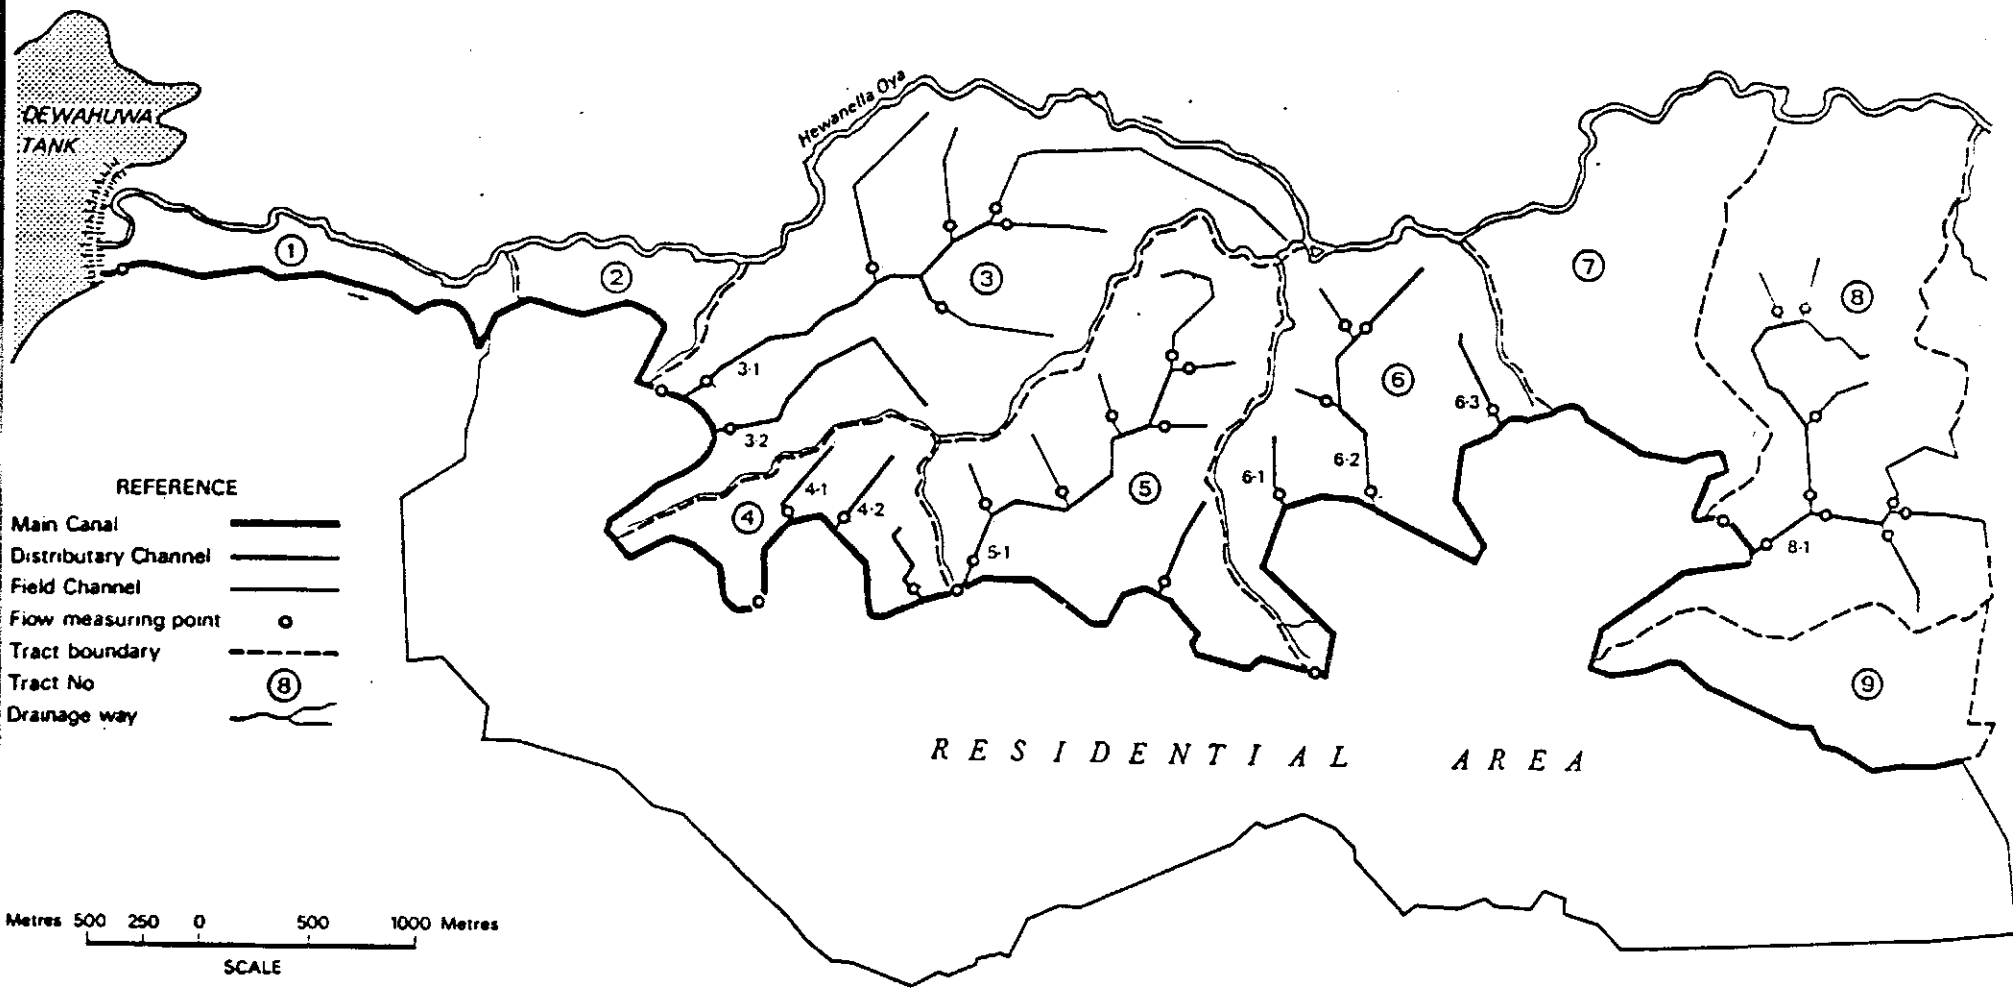 DEWAHUWA
TANK
Hewanella Oya
1
2
3
7
8
3·1
6
6·3
3·2
6·1
6·2
4·1
5
4
4·2
5·1
8·1
9
REFERENCE
Main Canal
Distributary Channel
Field Channel
Flow measuring point
Tract boundary
Tract No 8
Drainage way
RESIDENTIAL AREA
Metres 500 250 0 500 1000 Metres
SCALE